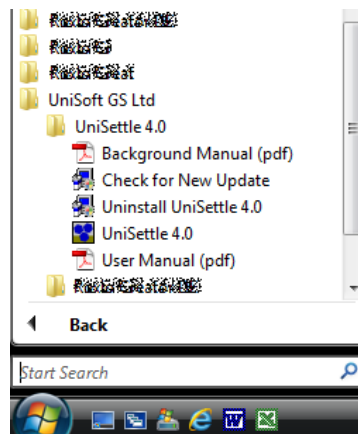 UniSoft GS Ltd
UniSettle 4.0
Background Manual (pdf)
Check for New Update
Uninstall UniSettle 4.0
UniSettle 4.0
User Manual (pdf)
Back
Start Search